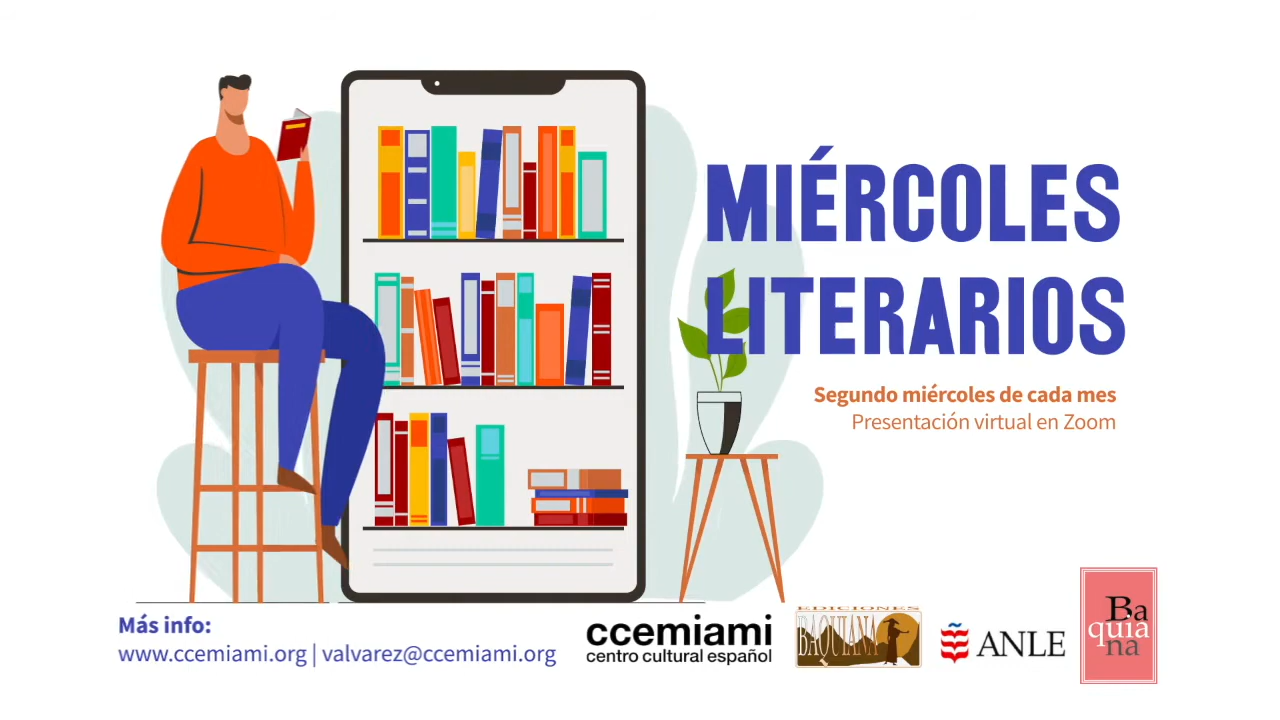 MIÉRCOLES
LITERARIOS
Segundo miércoles de cada mes
Presentación virtual en Zoom
Más info:
www.ccemiami.org | valvarez@ccemiami.org
ccemiami
centro cultural español
EDICIONES
BAQUIANA
ANLE
Ba
quia
na